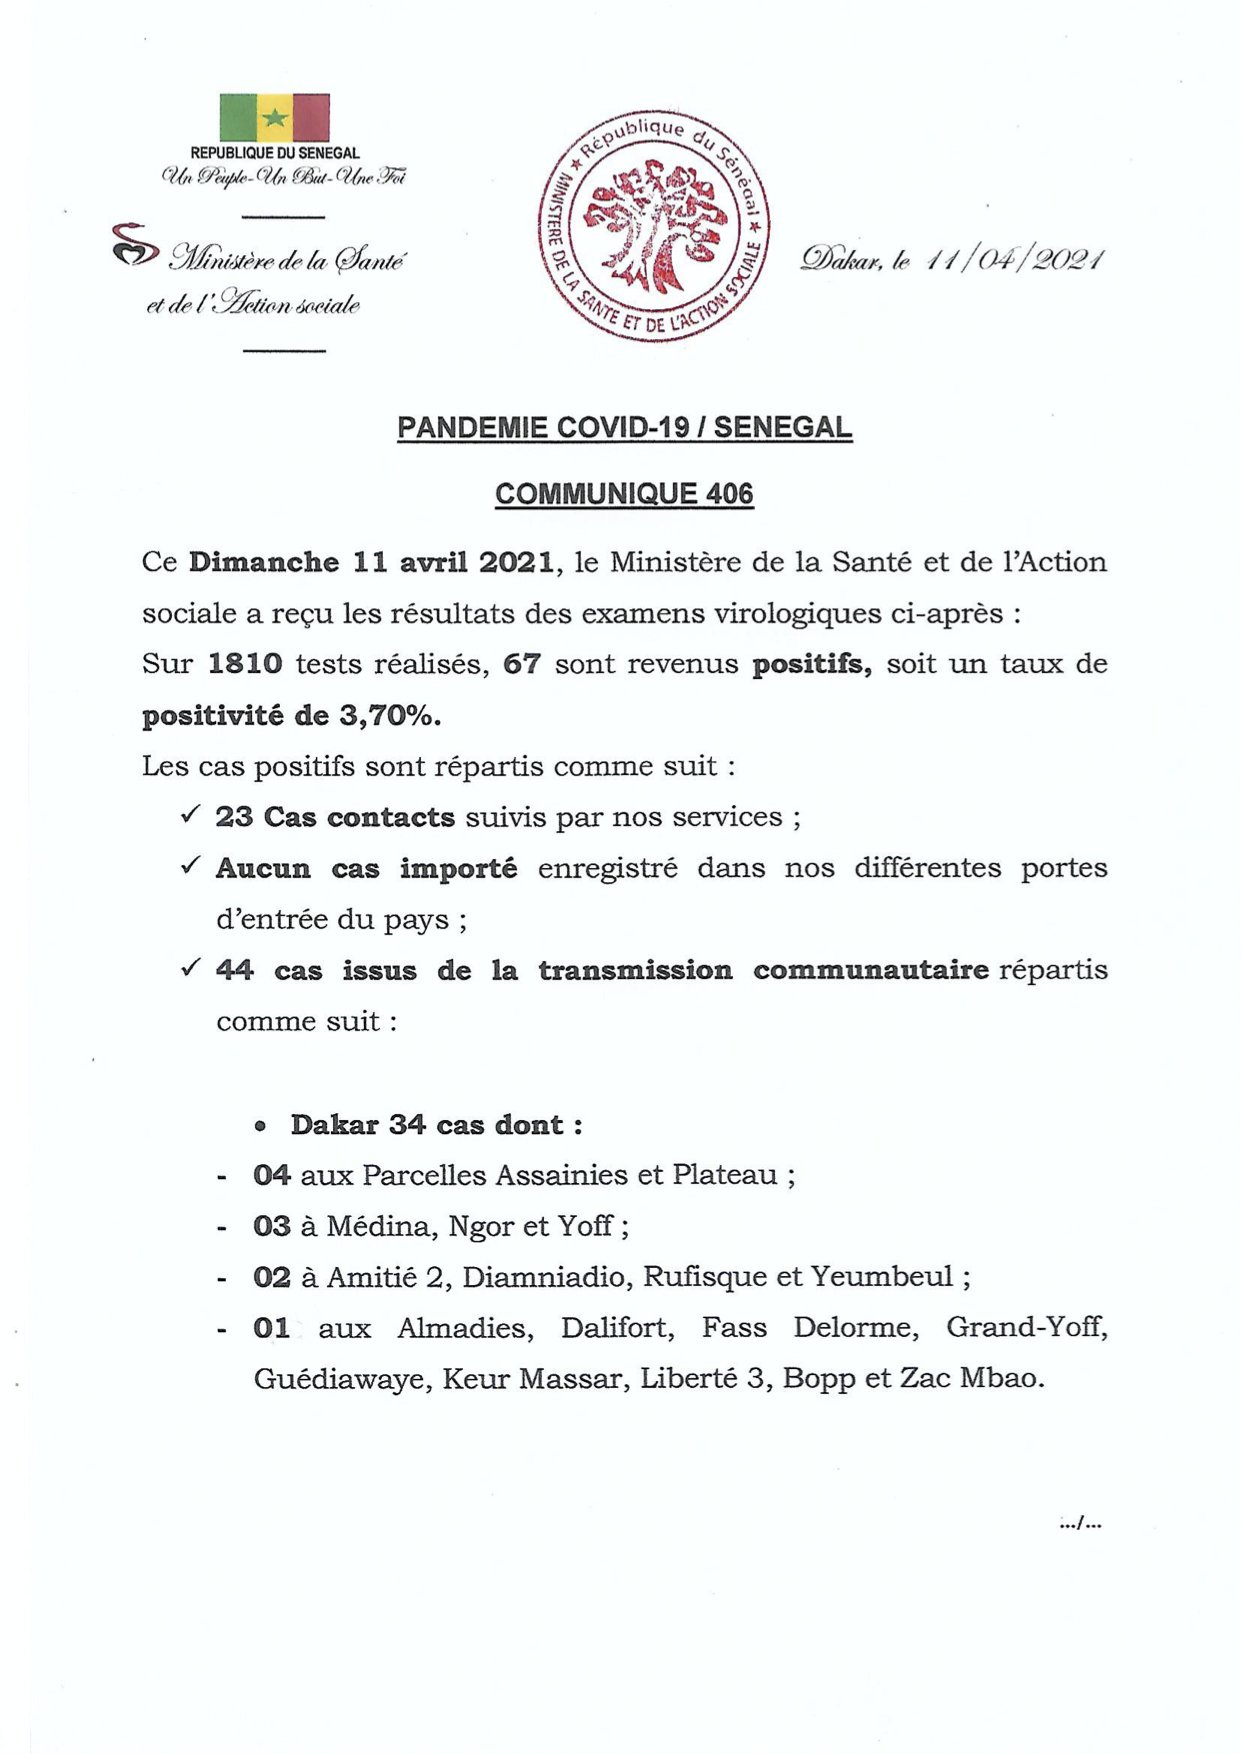 REPUBLIQUE DU SENEGAL
Un Peuple-Un But-Une Foi
Ministère de la Santé
et de l'Action sociale
★ République du Sénégal ★
MINISTERE DE LA SANTE ET DE L'ACTION SOCIALE
Dakar, le 11/04/2021
PANDEMIE COVID-19 / SENEGAL
COMMUNIQUE 406
Ce Dimanche 11 avril 2021, le Ministère de la Santé et de l'Action
sociale a reçu les résultats des examens virologiques ci-après :
Sur 1810 tests réalisés, 67 sont revenus positifs, soit un taux de
positivité de 3,70%.
Les cas positifs sont répartis comme suit :
✓ 23 Cas contacts suivis par nos services ;
✓ Aucun cas importé enregistré dans nos différentes portes
d'entrée du pays ;
✓ 44 cas issus de la transmission communautaire répartis
comme suit :
• Dakar 34 cas dont :
- 04 aux Parcelles Assainies et Plateau ;
- 03 à Médina, Ngor et Yoff ;
- 02 à Amitié 2, Diamniadio, Rufisque et Yeumbeul ;
- 01 aux Almadies, Dalifort, Fass Delorme, Grand-Yoff,
Guédiawaye, Keur Massar, Liberté 3, Bopp et Zac Mbao.
.../...